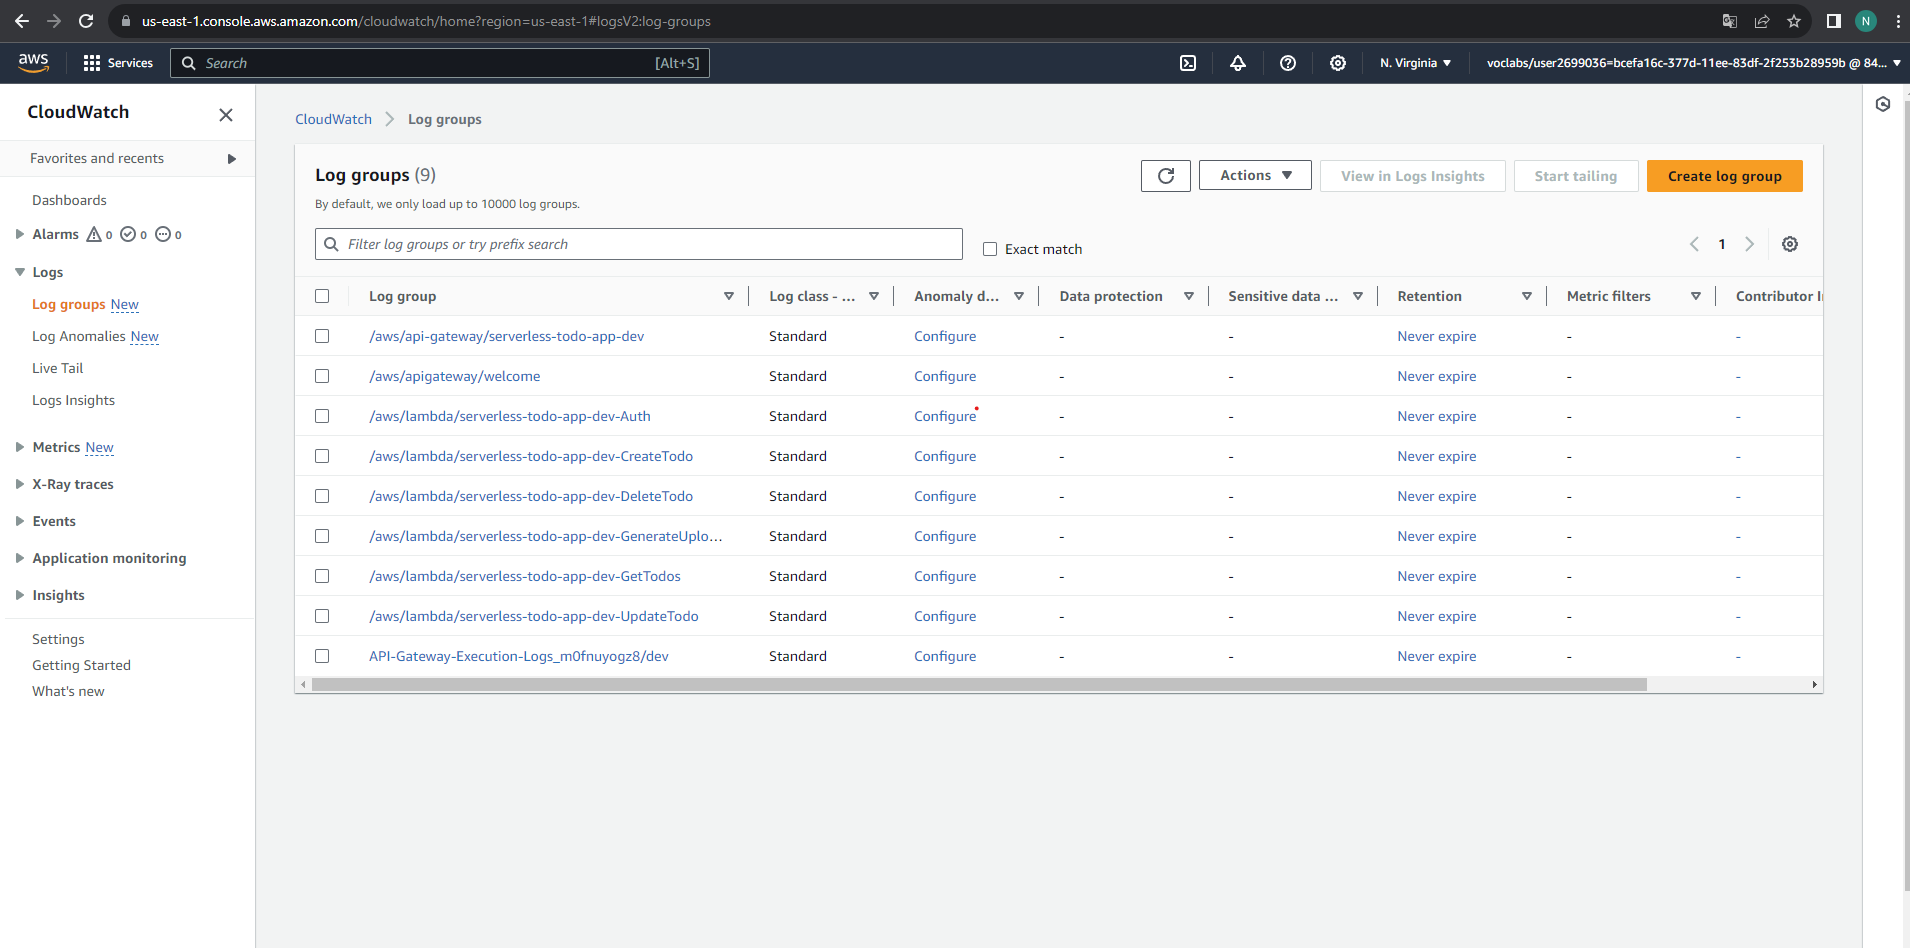 us-east-1.console.aws.amazon.com/cloudwatch/home?region=us-east-1#logsV2:log-groups
N
aws
Services
Search
[Alt+S]
N. Virginia
voclabs/user2699036=bcefa16c-377d-11ee-83df-2f253b28959b @ 84...
CloudWatch
Favorites and recents
Dashboards
Alarms 0 0 0
Logs
Log groups New
Log Anomalies New
Live Tail
Logs Insights
Metrics New
X-Ray traces
Events
Application monitoring
Insights
Settings
Getting Started
What's new
CloudWatch Log groups
Log groups (9)
By default, we only load up to 10000 log groups.
Actions
View in Logs Insights
Start tailing
Create log group
Filter log groups or try prefix search
Exact match
1
Log group Log class - ... Anomaly d... Data protection Sensitive data ... Retention Metric filters Contributor I
/aws/api-gateway/serverless-todo-app-dev Standard Configure - - Never expire - -
/aws/apigateway/welcome Standard Configure - - Never expire - -
/aws/lambda/serverless-todo-app-dev-Auth Standard Configure - - Never expire - -
/aws/lambda/serverless-todo-app-dev-CreateTodo Standard Configure - - Never expire - -
/aws/lambda/serverless-todo-app-dev-DeleteTodo Standard Configure - - Never expire - -
/aws/lambda/serverless-todo-app-dev-GenerateUplo... Standard Configure - - Never expire - -
/aws/lambda/serverless-todo-app-dev-GetTodos Standard Configure - - Never expire - -
/aws/lambda/serverless-todo-app-dev-UpdateTodo Standard Configure - - Never expire - -
API-Gateway-Execution-Logs_m0fnuyogz8/dev Standard Configure - - Never expire - -